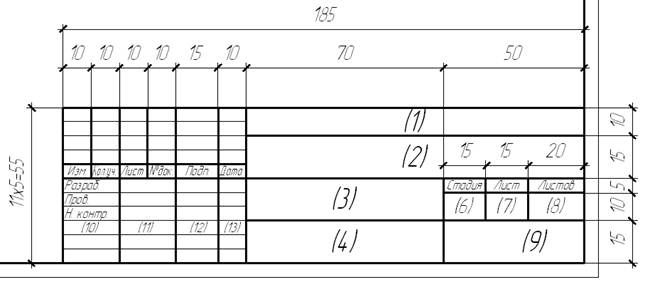 185
10 10 10 10 15 10 70 50
(1) 10
(2) 15 15 20 15
11x5=55
Изм. Кол.уч. Лист №док. Подп. Дата
Разраб. Стадия Лист Листов 5
Пров. (3) (6) (7) (8) 10
Н. контр.
(10) (11) (12) (13) (4) (9) 15